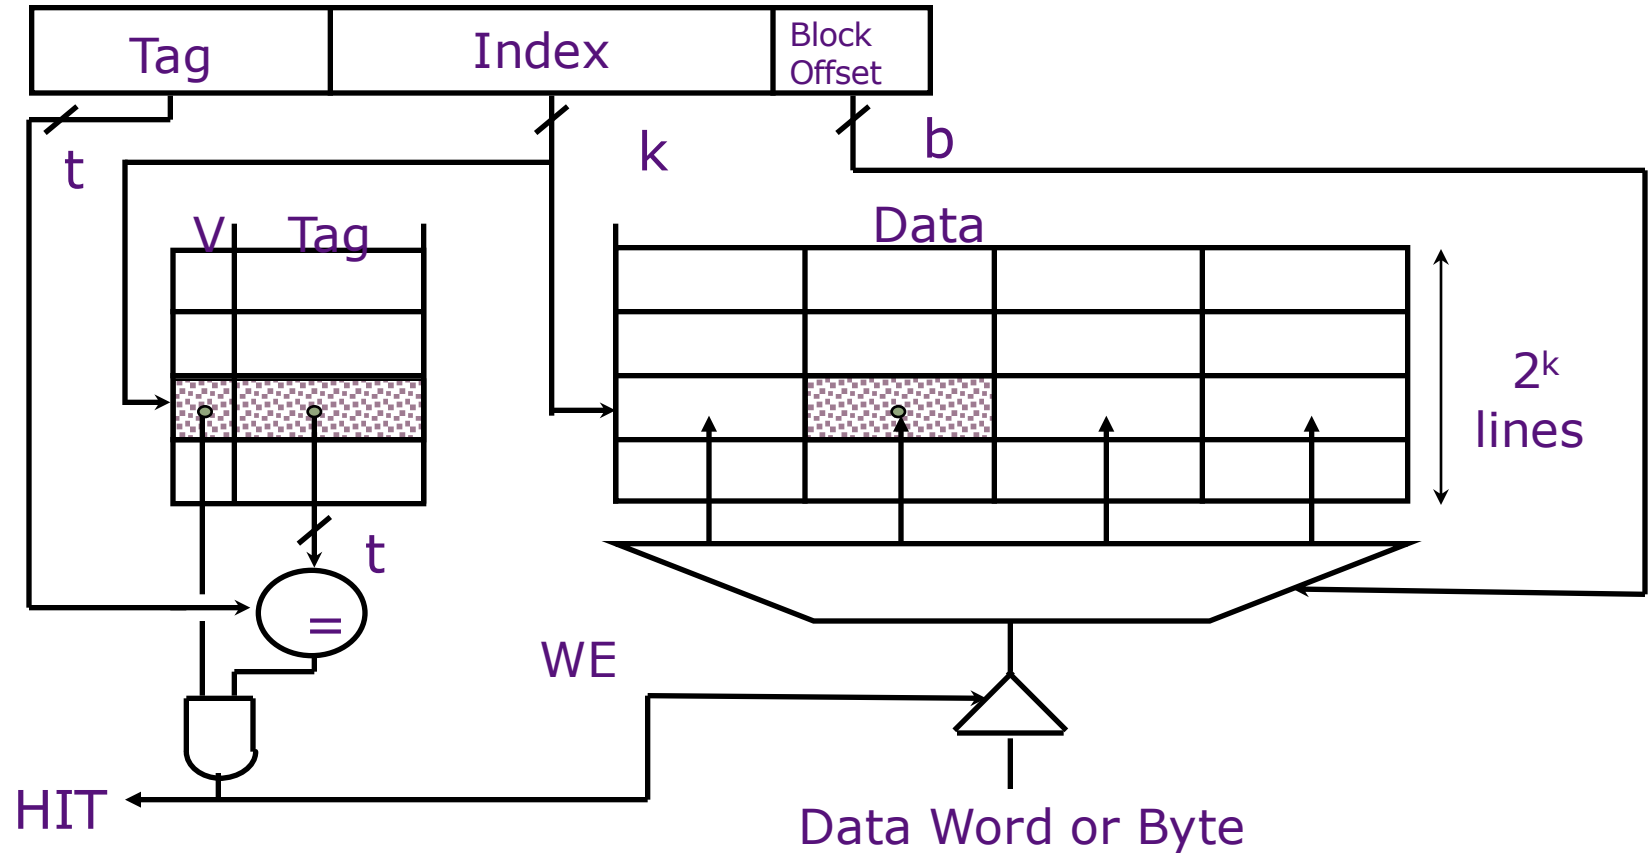 Tag
Index
Block
Offset
t
k
b
V
Tag
Data
2ᵏ
lines
t
=
WE
HIT
Data Word or Byte